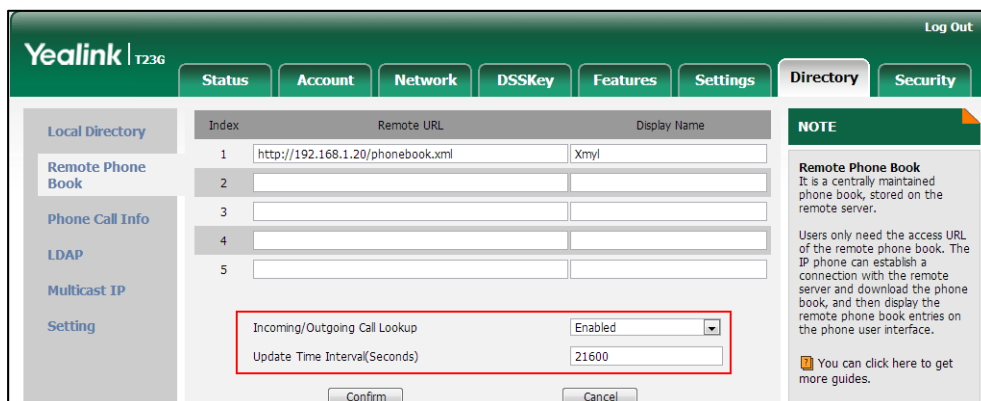 Log Out
Yealink T23G
Status Account Network DSSKey Features Settings Directory Security
Local Directory
Remote Phone
Book
Phone Call Info
LDAP
Multicast IP
Setting
Index Remote URL Display Name
1 http://192.168.1.20/phonebook.xml Xmyl
2
3
4
5
Incoming/Outgoing Call Lookup Enabled
Update Time Interval(Seconds) 21600
Confirm Cancel
NOTE
Remote Phone Book
It is a centrally maintained
phone book, stored on the
remote server.
Users only need the access URL
of the remote phone book. The
IP phone can establish a
connection with the remote
server and download the phone
book, and then display the
remote phone book entries on
the phone user interface.
You can click here to get
more guides.